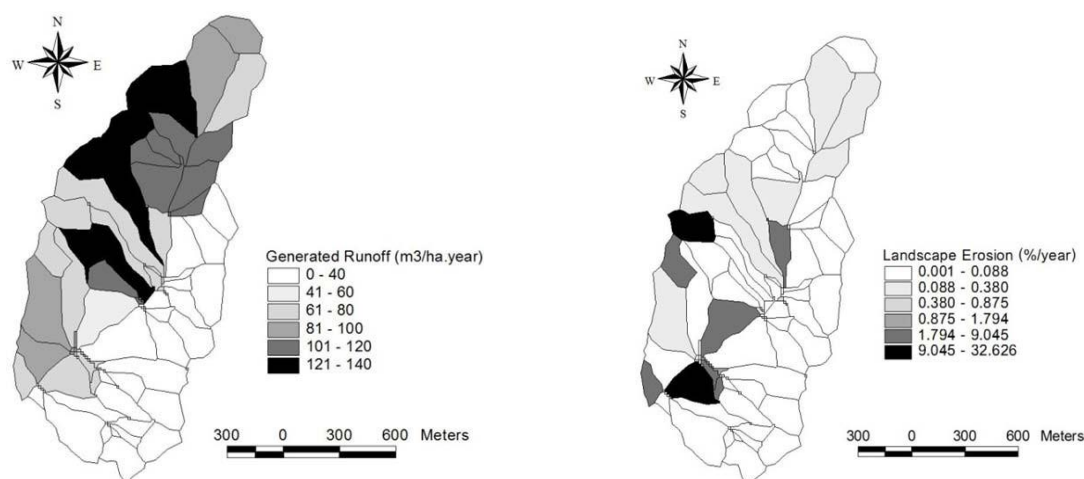 N
W E
S
Generated Runoff (m3/ha.year)
0 - 40
41 - 60
61 - 80
81 - 100
101 - 120
121 - 140
300 0 300 600 Meters
N
W E
S
Landscape Erosion (%/year)
0.001 - 0.088
0.088 - 0.380
0.380 - 0.875
0.875 - 1.794
1.794 - 9.045
9.045 - 32.626
300 0 300 600 Meters